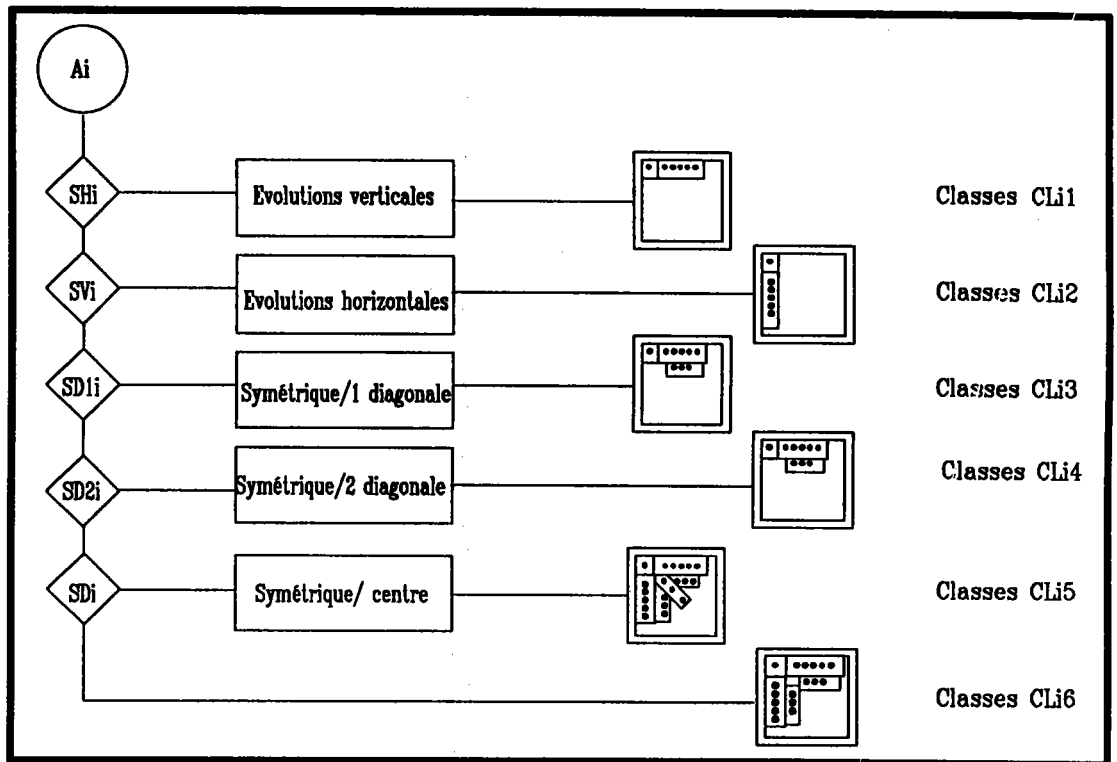 Ai
SHi
Evolutions verticales
Classes CLi1
SVi
Evolutions horizontales
Classes CLi2
SD1i
Symétrique/1 diagonale
Classes CLi3
SD2i
Symétrique/2 diagonale
Classes CLi4
SDi
Symétrique/ centre
Classes CLi5
Classes CLi6